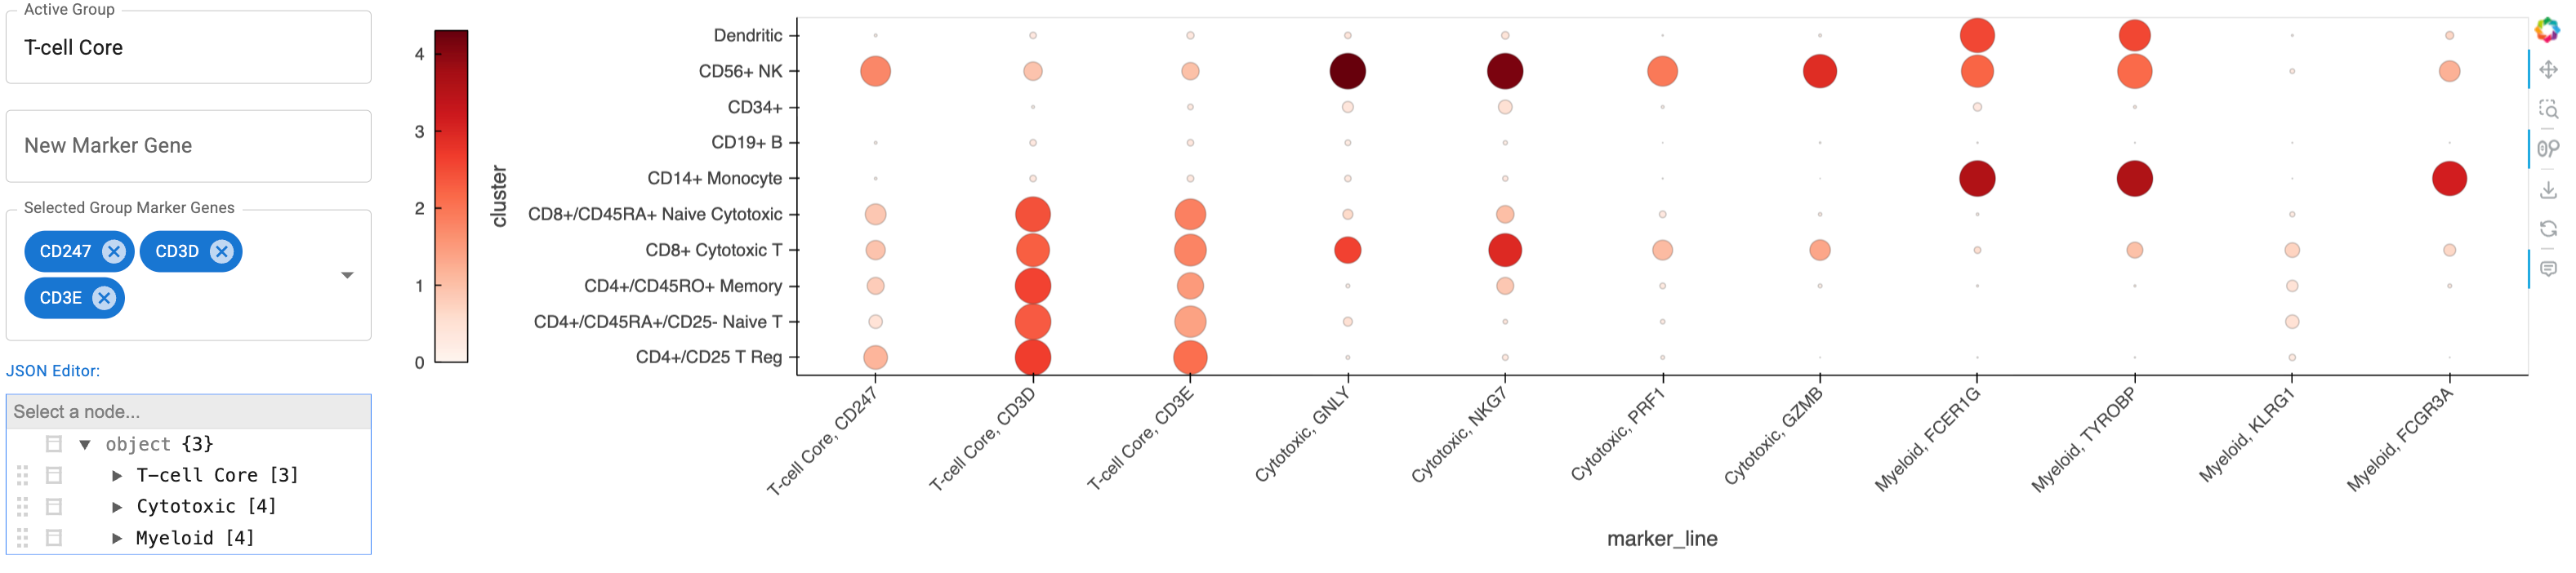 Active Group
T-cell Core
New Marker Gene
Selected Group Marker Genes
CD247
CD3D
CD3E
JSON Editor:
Select a node...
object {3}
T-cell Core [3]
Cytotoxic [4]
Myeloid [4]
4
3
2
1
0
cluster
Dendritic
CD56+ NK
CD34+
CD19+ B
CD14+ Monocyte
CD8+/CD45RA+ Naive Cytotoxic
CD8+ Cytotoxic T
CD4+/CD45RO+ Memory
CD4+/CD45RA+/CD25- Naive T
CD4+/CD25 T Reg
T-cell Core, CD247
T-cell Core, CD3D
T-cell Core, CD3E
Cytotoxic, GNLY
Cytotoxic, NKG7
Cytotoxic, PRF1
Cytotoxic, GZMB
Myeloid, FCER1G
Myeloid, TYROBP
Myeloid, KLRG1
Myeloid, FCGR3A
marker_line